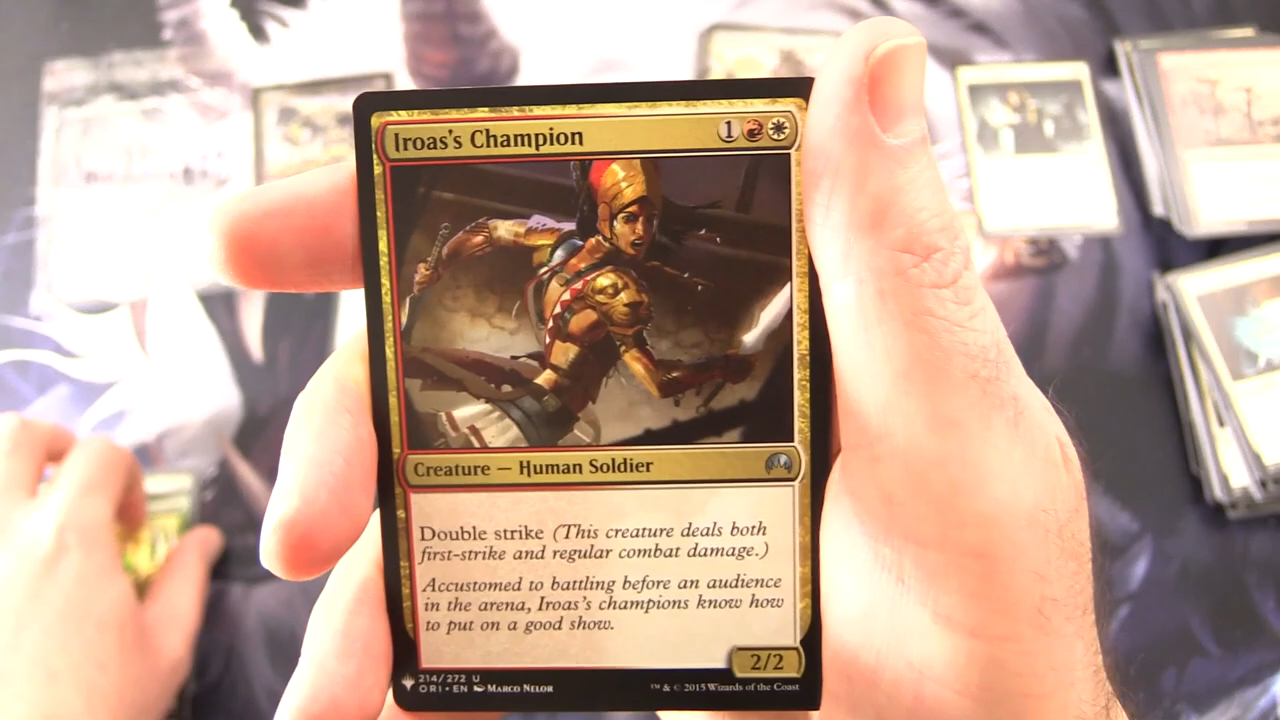 Iroas's Champion 1
Creature — Human Soldier
Double strike (This creature deals both
first-strike and regular combat damage.)
Accustomed to battling before an audience
in the arena, Iroas's champions know how
to put on a good show.
2/2
214/272 U
ORI • EN Marco Nelor
™ & © 2015 Wizards of the Coast